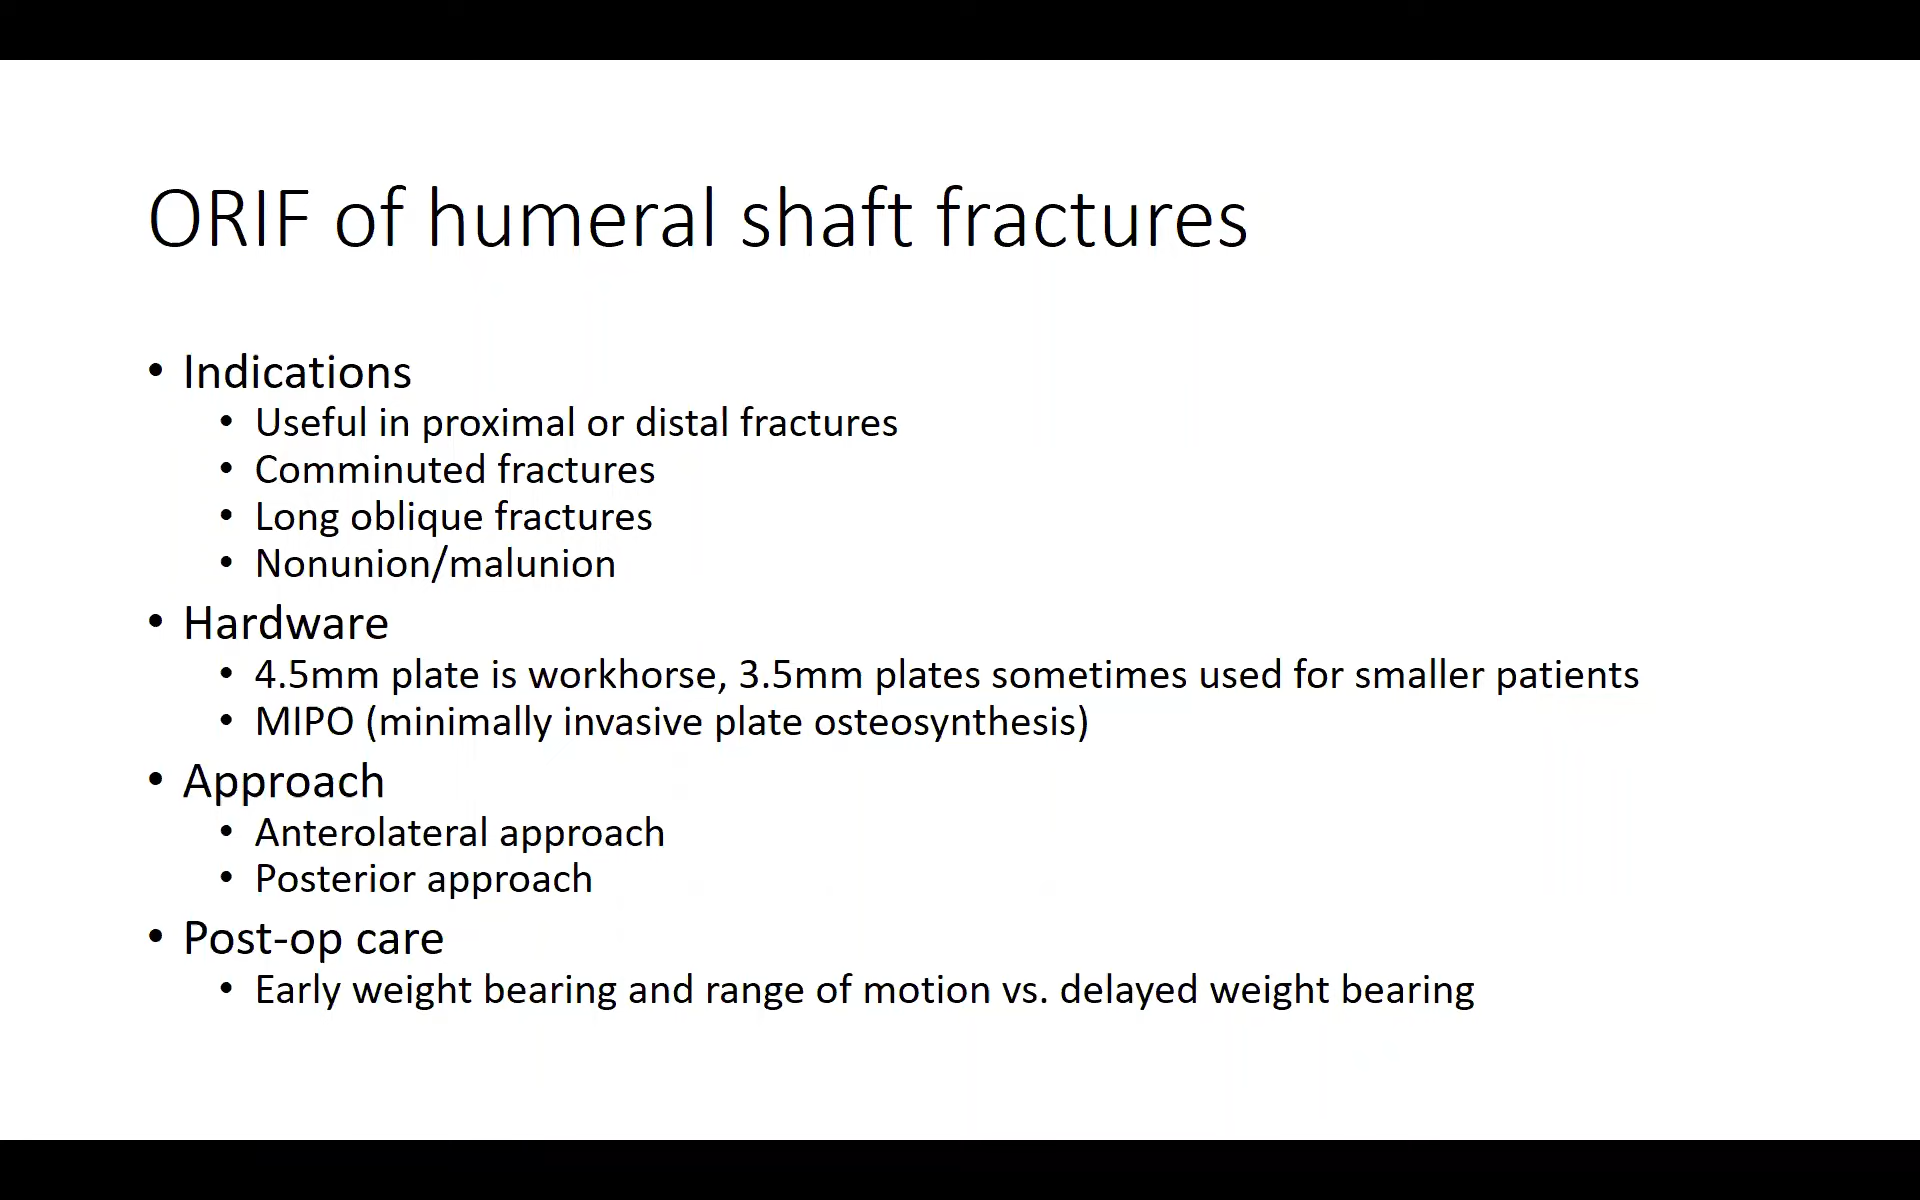 ORIF of humeral shaft fractures
• Indications
• Useful in proximal or distal fractures
• Comminuted fractures
• Long oblique fractures
• Nonunion/malunion
• Hardware
• 4.5mm plate is workhorse, 3.5mm plates sometimes used for smaller patients
• MIPO (minimally invasive plate osteosynthesis)
• Approach
• Anterolateral approach
• Posterior approach
• Post-op care
• Early weight bearing and range of motion vs. delayed weight bearing